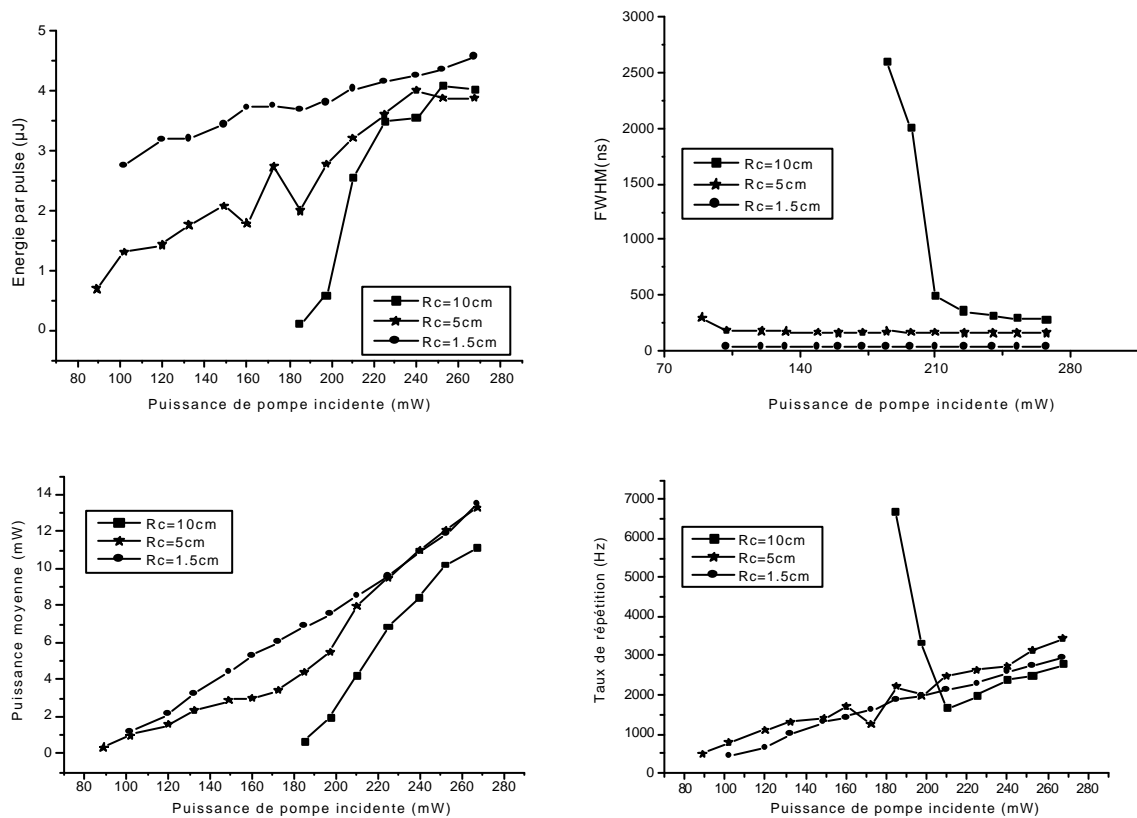 Energie par pulse (µJ)
5
4
3
2
1
0
Rc=10cm
Rc=5cm
Rc=1.5cm
80 100 120 140 160 180 200 220 240 260 280
Puissance de pompe incidente (mW)
FWHM(ns)
3000
2500
2000
1500
1000
500
0
Rc=10cm
Rc=5cm
Rc=1.5cm
70 140 210 280
Puissance de pompe incidente (mW)
Puissance moyenne (mW)
14
12
10
8
6
4
2
0
Rc=10cm
Rc=5cm
Rc=1.5cm
80 100 120 140 160 180 200 220 240 260 280
Puissance de pompe incidente (mW)
Taux de répétition (Hz)
7000
6000
5000
4000
3000
2000
1000
0
Rc=10cm
Rc=5cm
Rc=1.5cm
80 100 120 140 160 180 200 220 240 260 280
Puissance de pompe incidente (mW)